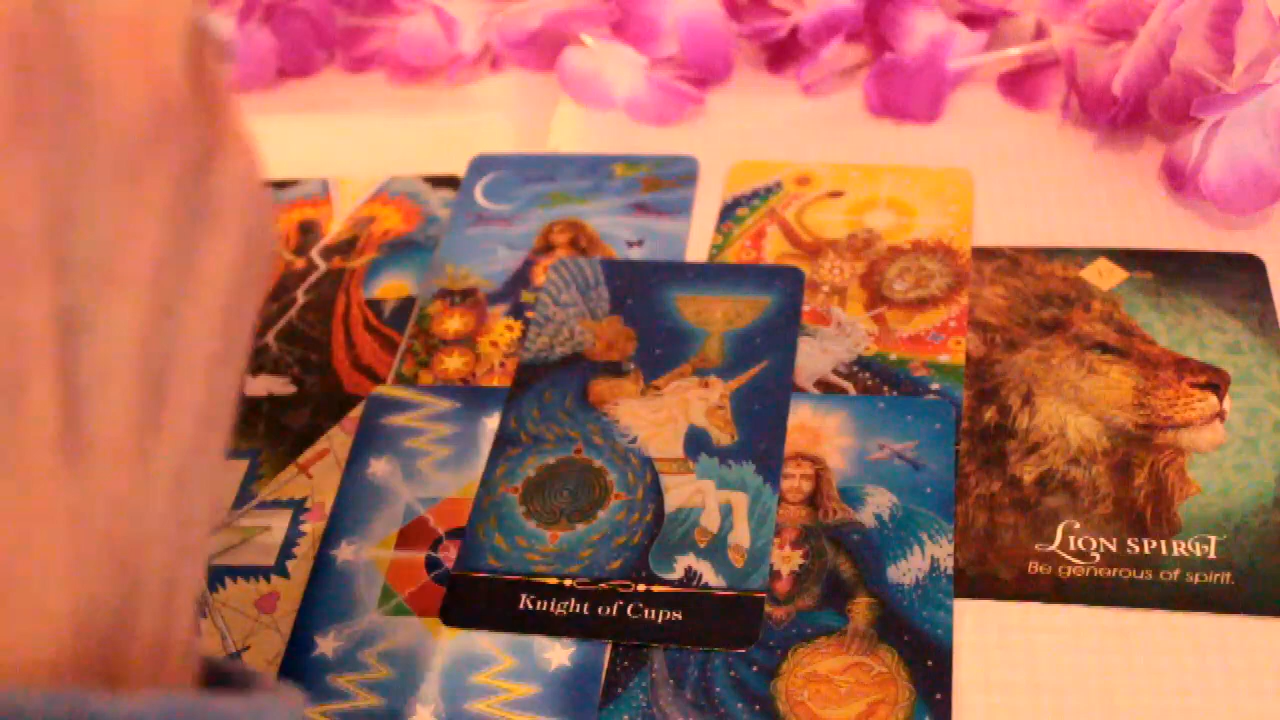 Knight of Cups
Lion Spirit
Be generous of spirit.